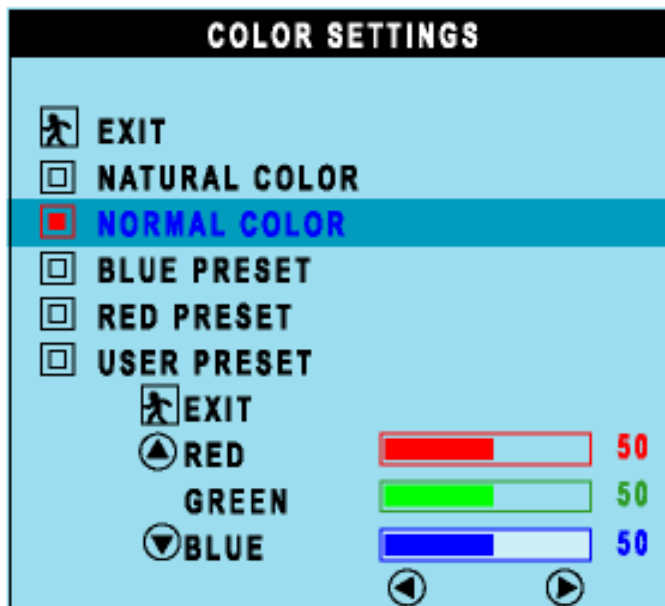 COLOR SETTINGS
EXIT
NATURAL COLOR
NORMAL COLOR
BLUE PRESET
RED PRESET
USER PRESET
EXIT
RED 50
GREEN 50
BLUE 50